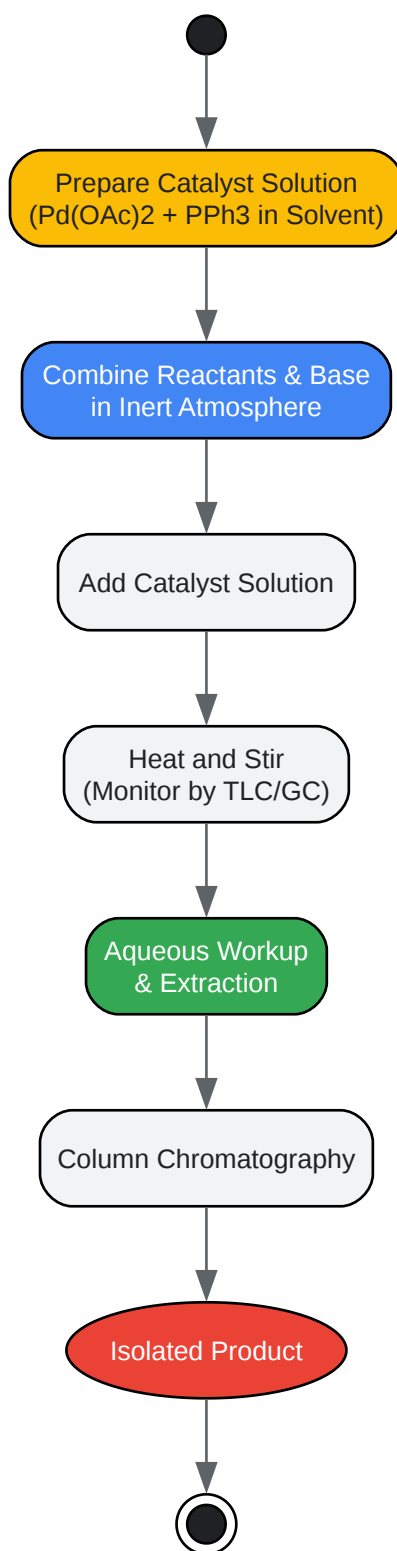 Prepare Catalyst Solution
(Pd(OAc)2 + PPh3 in Solvent)
Combine Reactants & Base
in Inert Atmosphere
Add Catalyst Solution
Heat and Stir
(Monitor by TLC/GC)
Aqueous Workup
& Extraction
Column Chromatography
Isolated Product